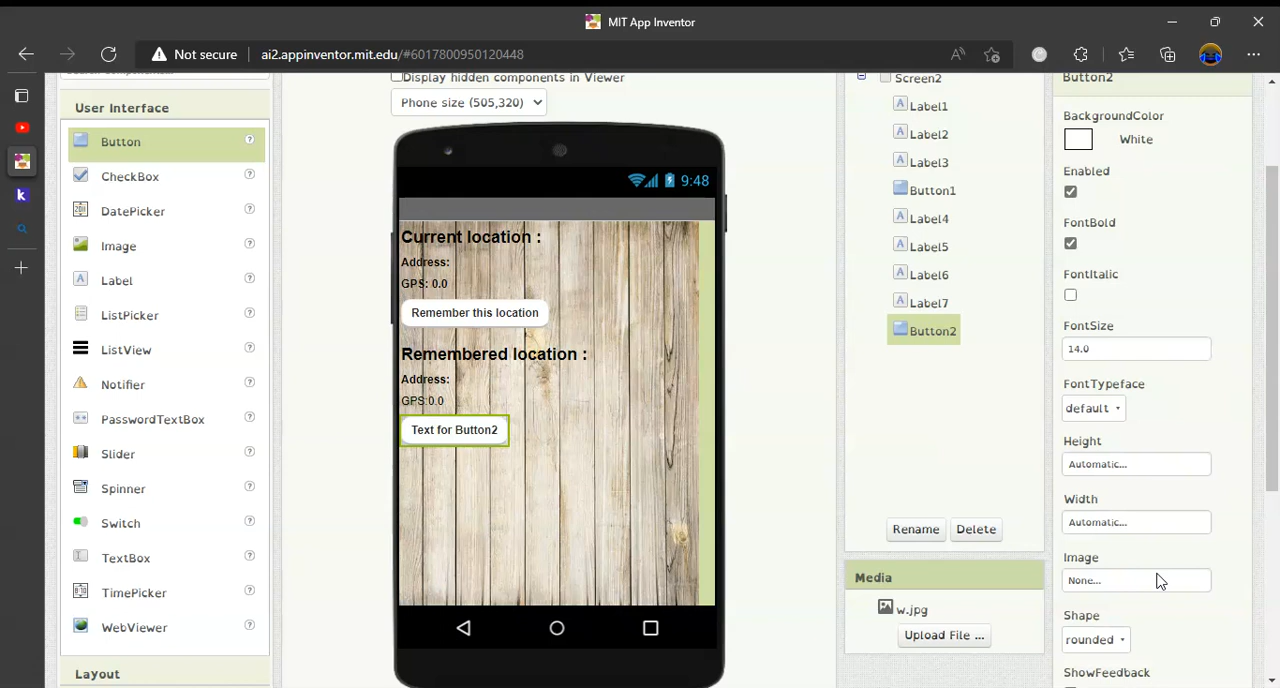 MIT App Inventor
Not secure
ai2.appinventor.mit.edu/#6017800950120448
User Interface
Button
CheckBox
DatePicker
Image
Label
ListPicker
ListView
Notifier
PasswordTextBox
Slider
Spinner
Switch
TextBox
TimePicker
WebViewer
Layout
Display hidden components in Viewer
Phone size (505,320)
9:48
Current location :
Address:
GPS: 0.0
Remember this location
Remembered location :
Address:
GPS:0.0
Text for Button2
Screen2
Label1
Label2
Label3
Button1
Label4
Label5
Label6
Label7
Button2
Rename Delete
Media
w.jpg
Upload File ...
Button2
BackgroundColor
White
Enabled
FontBold
FontItalic
FontSize
14.0
FontTypeface
default
Height
Automatic...
Width
Automatic...
Image
None...
Shape
rounded
ShowFeedback